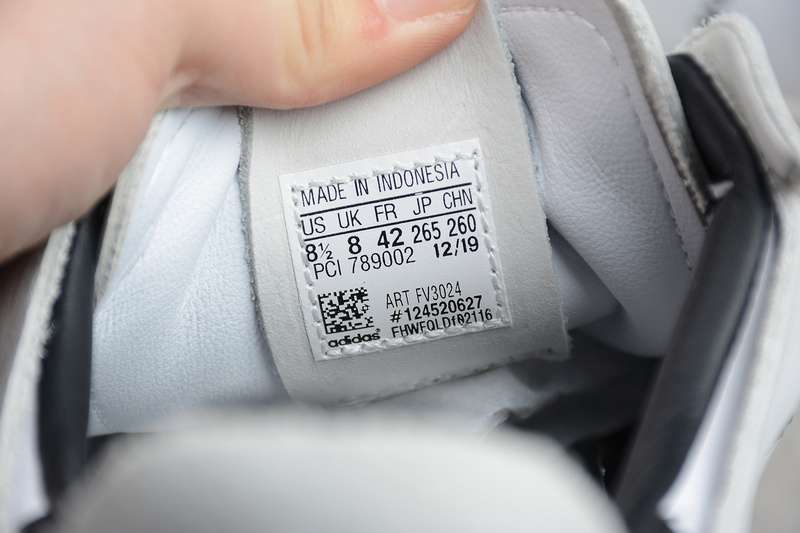 MADE IN INDONESIA
US UK FR JP CHN
8½ 8 42 265 260
PCI 789002 12/19
ART FV3024
#124520627
adidas